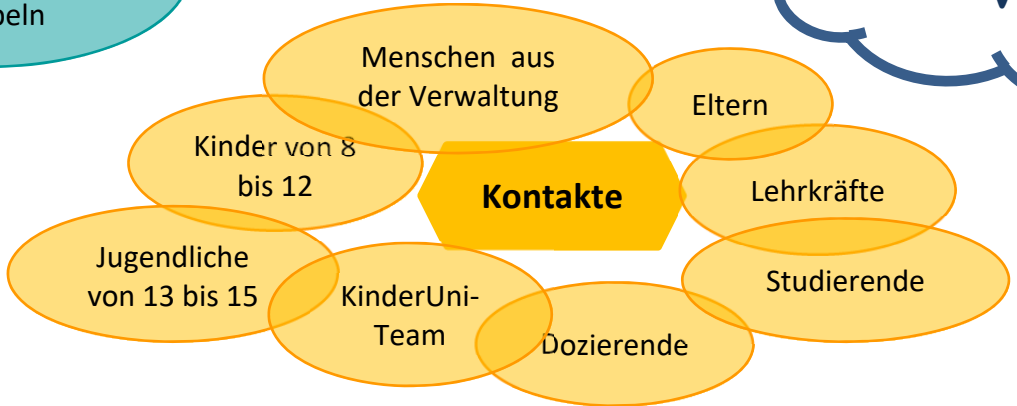 beln
Menschen aus
der Verwaltung
Eltern
Kinder von 8
bis 12
Kontakte
Lehrkräfte
Jugendliche
von 13 bis 15
KinderUni-
Team
Dozierende
Studierende